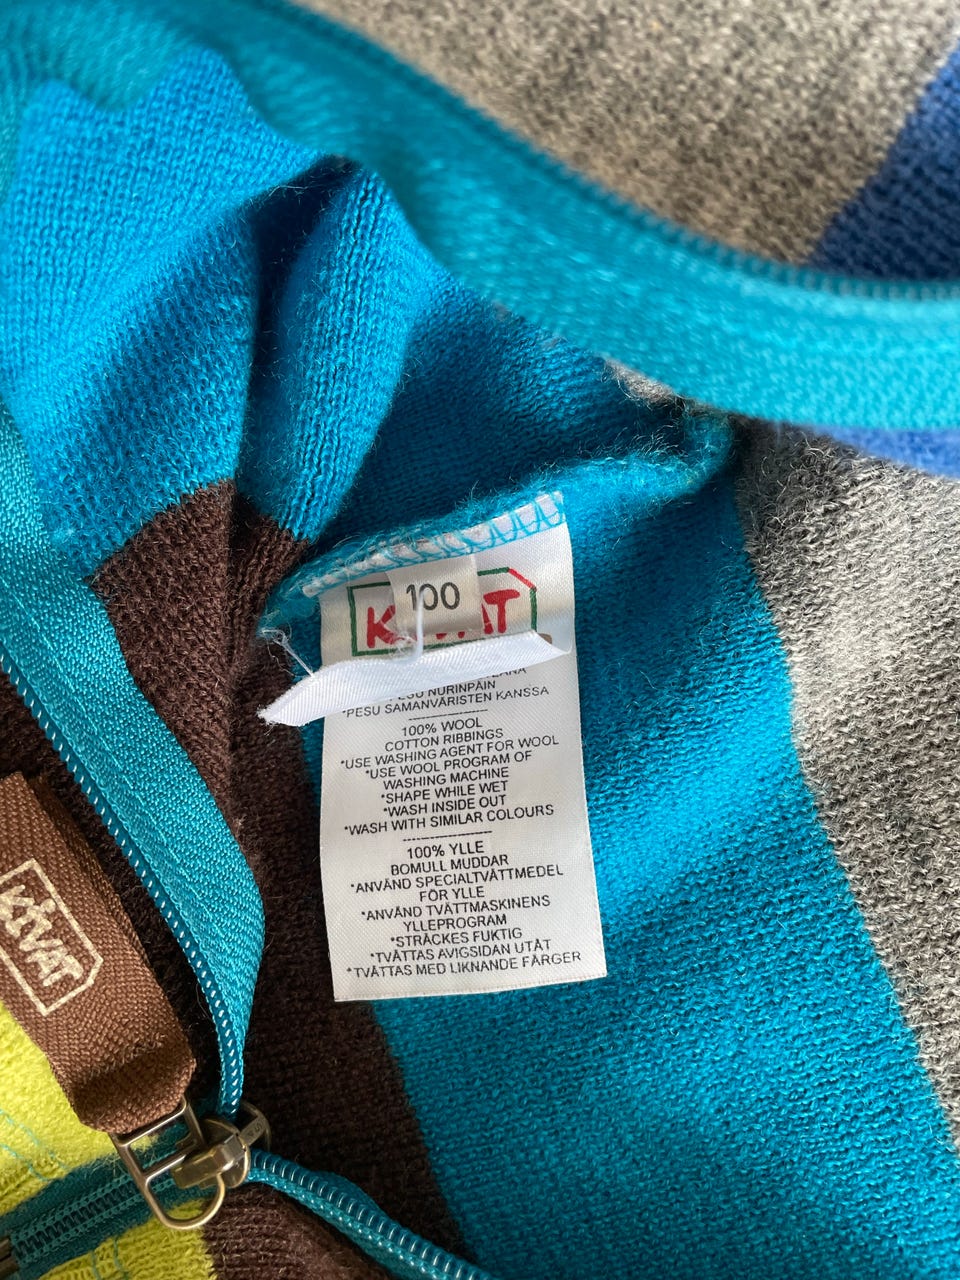 100
PESU NURINPÄIN
*PESU SAMANVÄRISTEN KANSSA
100% WOOL
COTTON RIBBINGS
*USE WASHING AGENT FOR WOOL
*USE WOOL PROGRAM OF
WASHING MACHINE
*SHAPE WHILE WET
*WASH INSIDE OUT
*WASH WITH SIMILAR COLOURS
100% YLLE
BOMULL MUDDAR
*ANVÄND SPECIALTVÄTTMEDEL
FÖR YLLE
*ANVÄND TVÄTTMASKINENS
YLLEPROGRAM
*STRÄCKES FUKTIG
*TVÄTTAS AVIGSIDAN UTÅT
*TVÄTTAS MED LIKNANDE FÄRGER
KIVAT